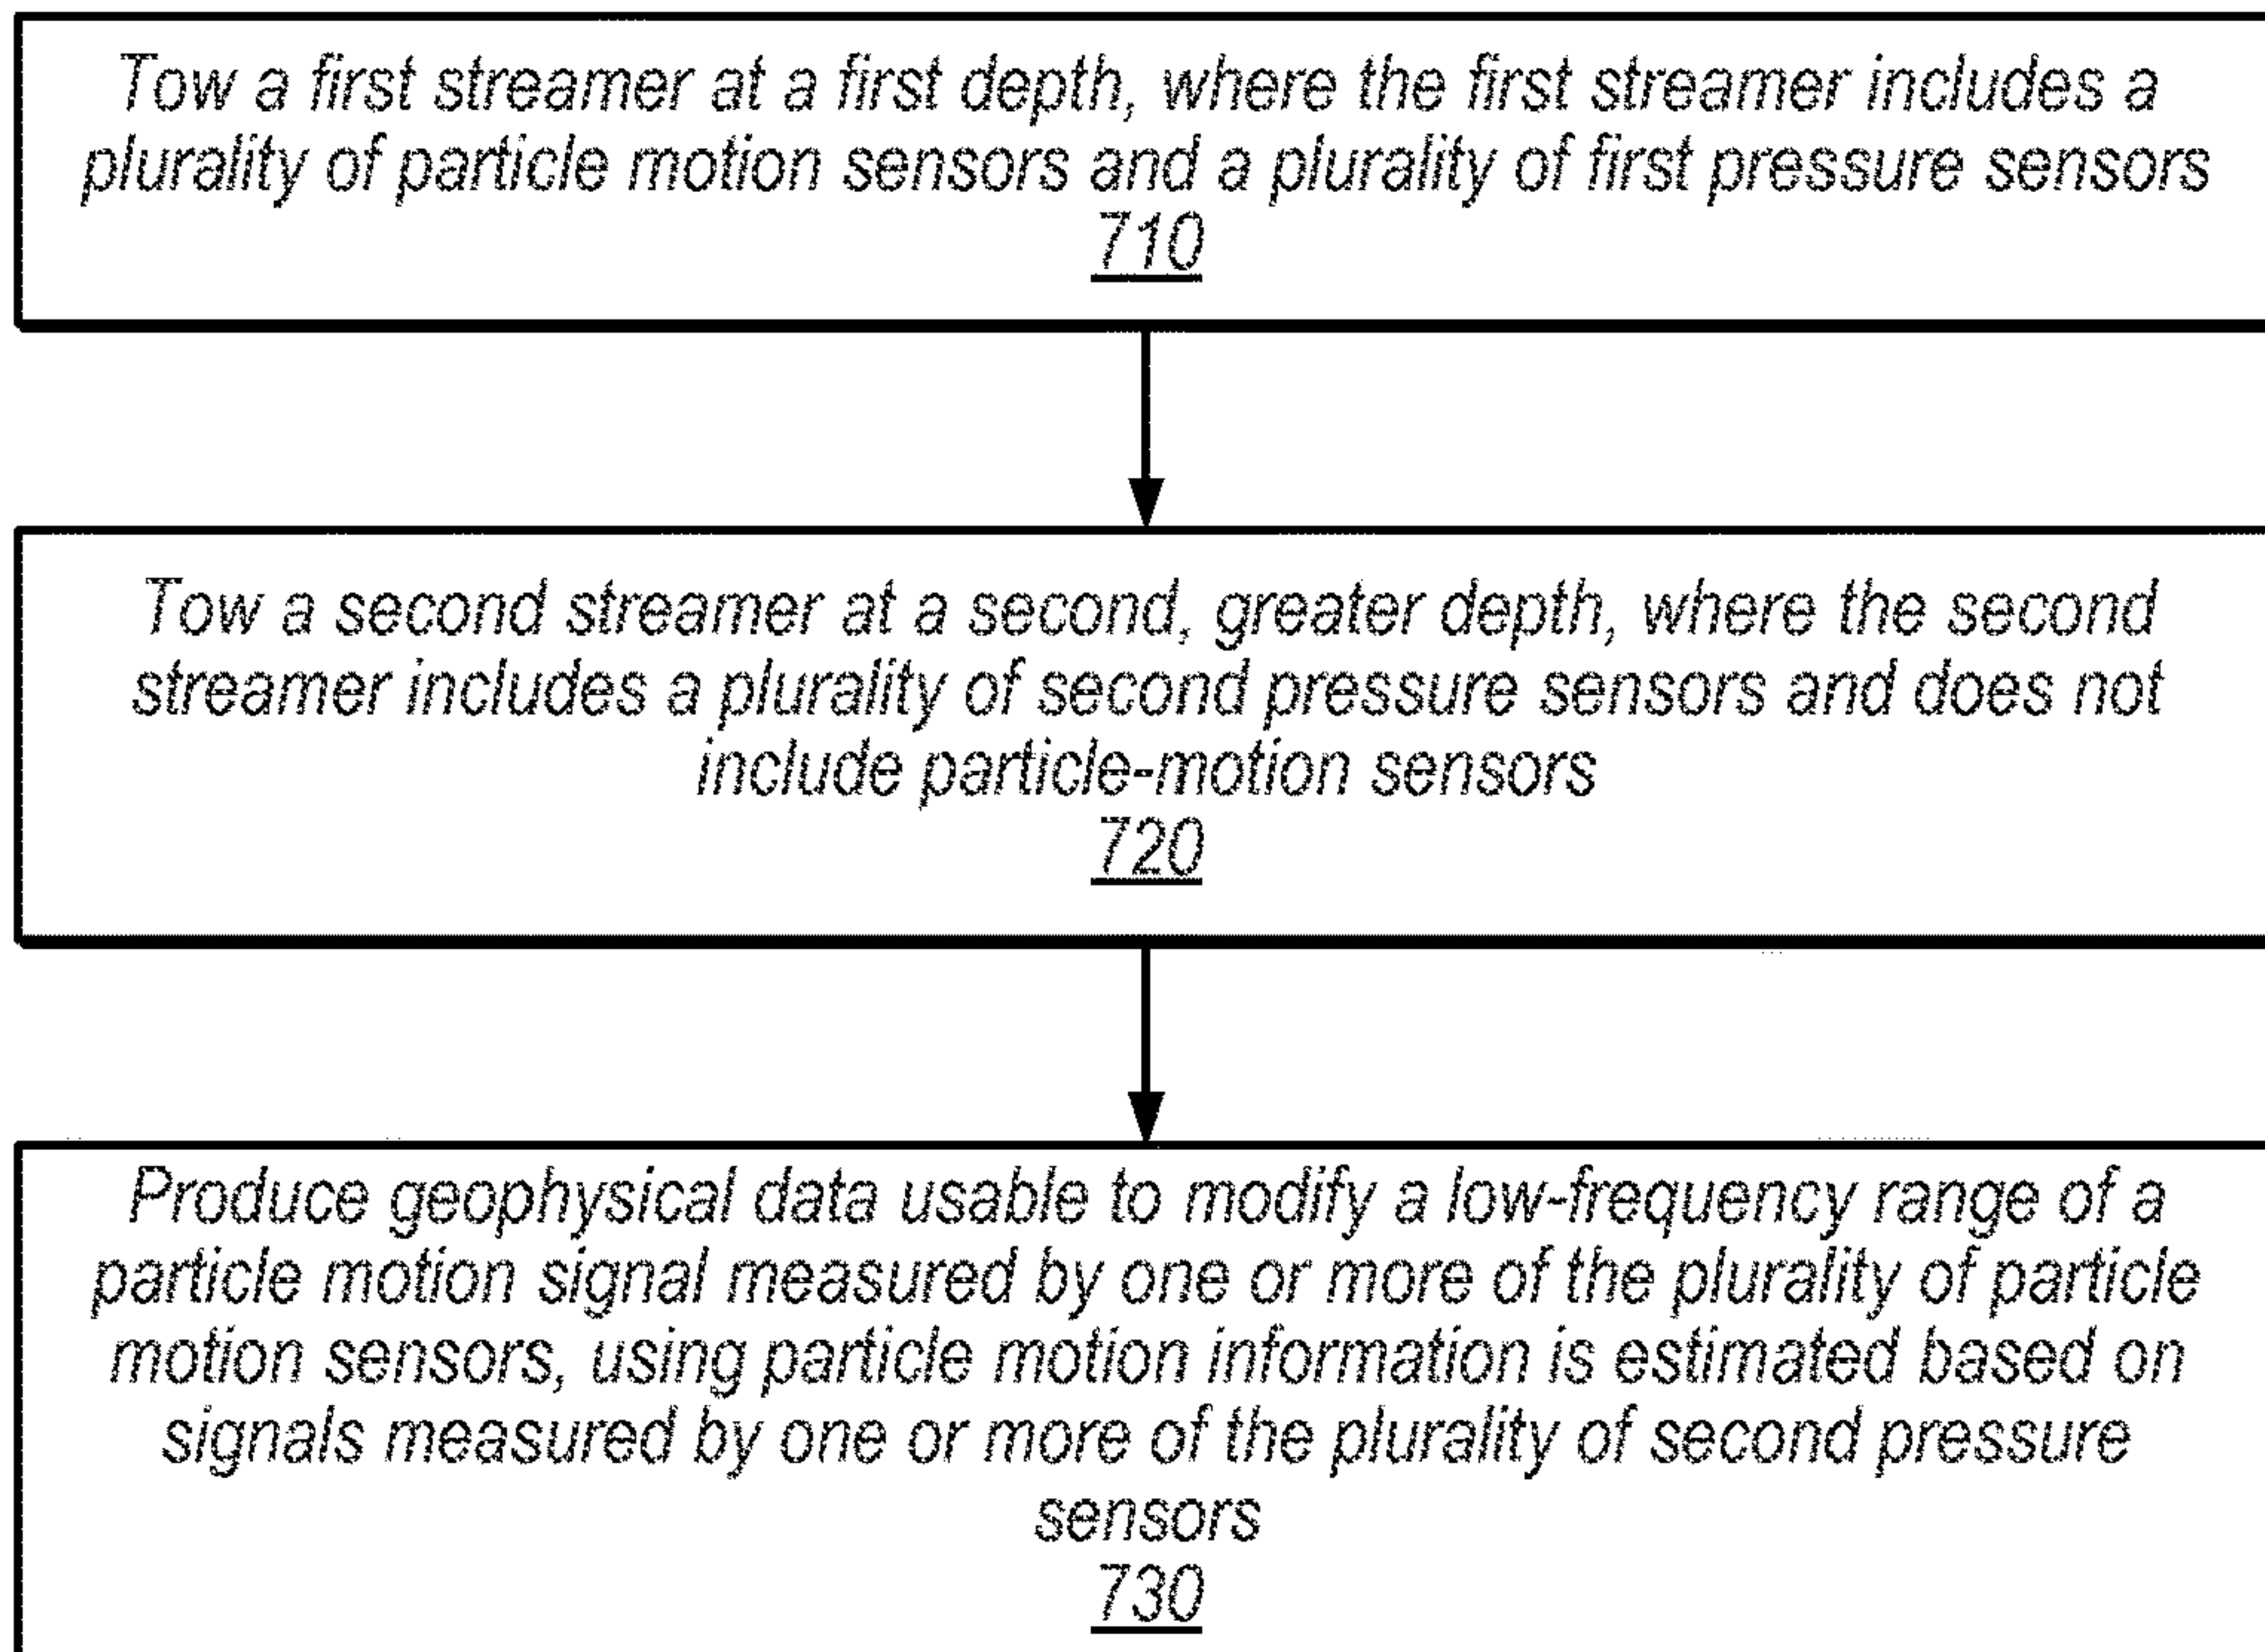 Tow a first streamer at a first depth, where the first streamer includes a
plurality of particle motion sensors and a plurality of first pressure sensors
710
Tow a second streamer at a second, greater depth, where the second
streamer includes a plurality of second pressure sensors and does not
include particle-motion sensors
720
Produce geophysical data usable to modify a low-frequency range of a
particle motion signal measured by one or more of the plurality of particle
motion sensors, using particle motion information is estimated based on
signals measured by one or more of the plurality of second pressure
sensors
730